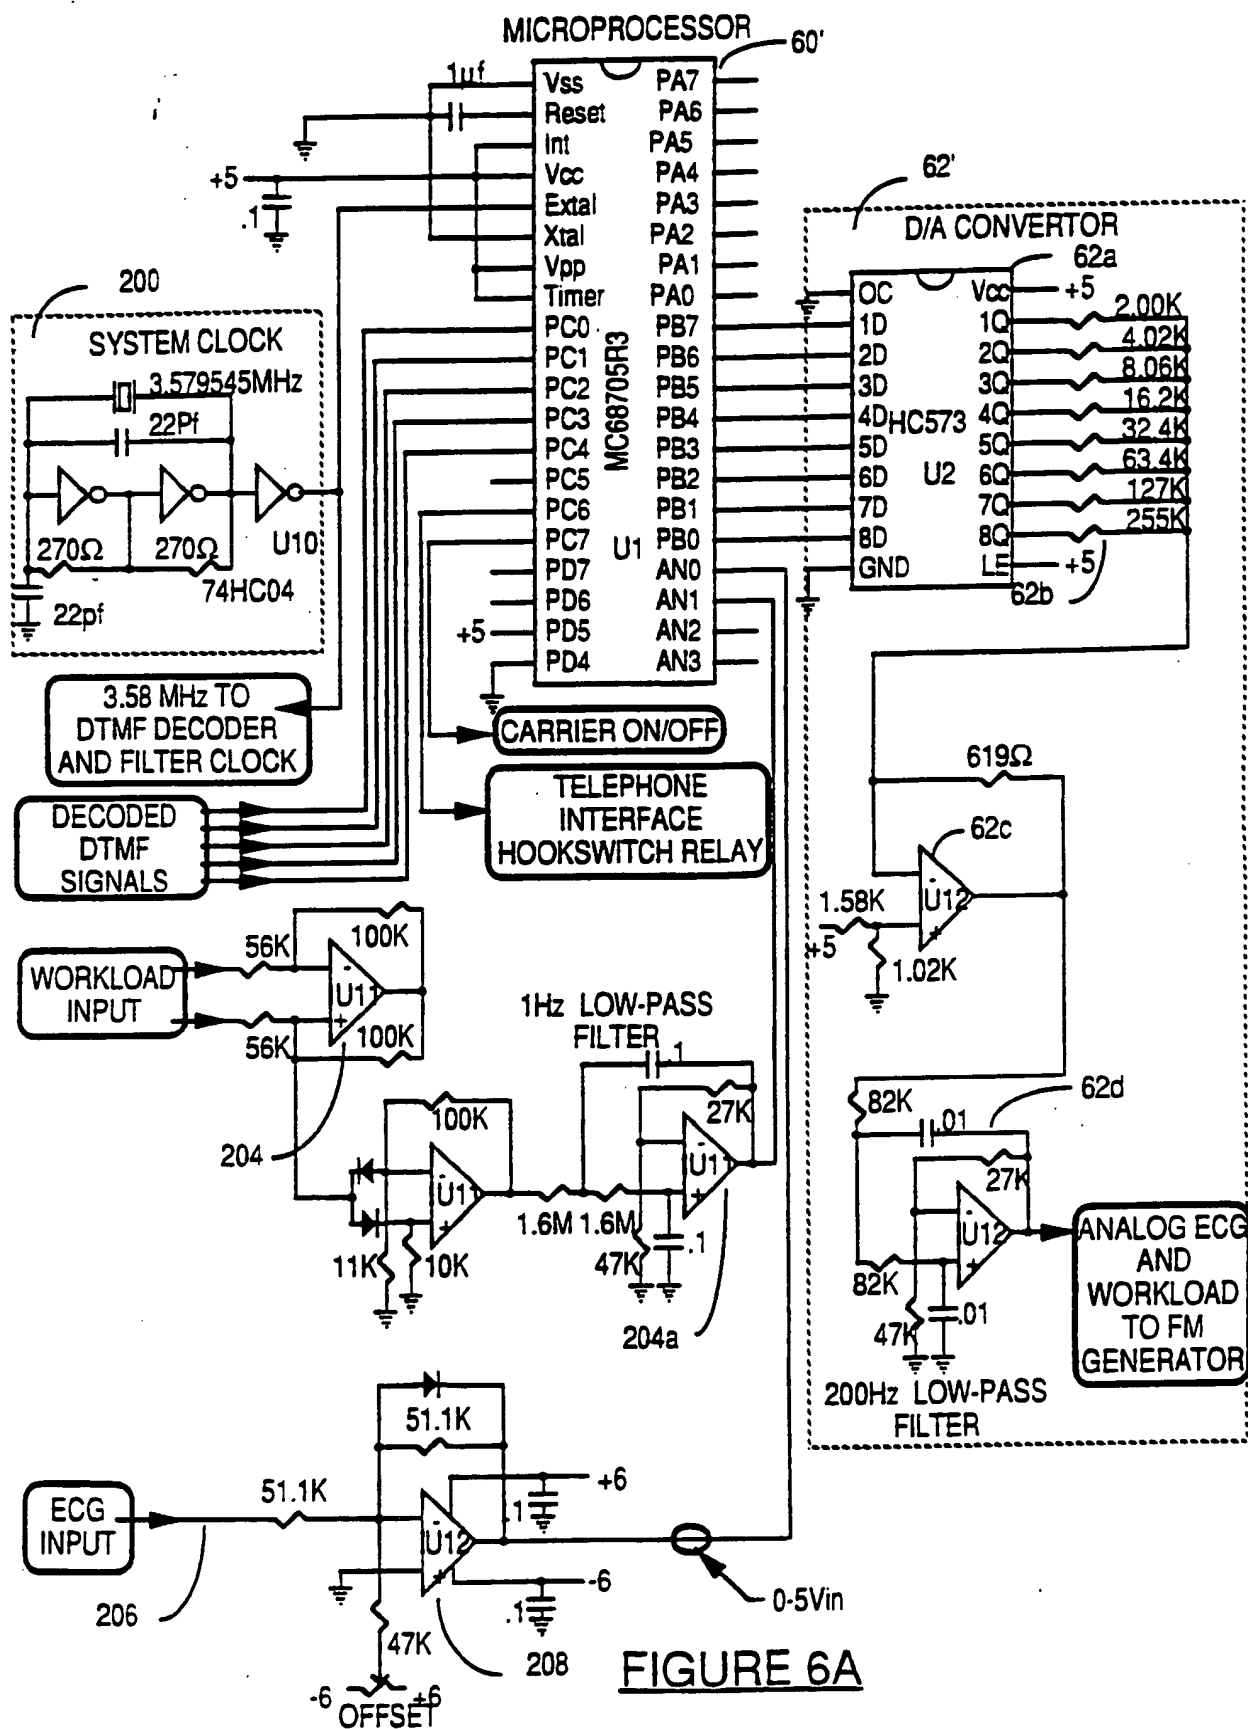 MICROPROCESSOR
60'
1µf
Vss
Reset
Int
Vcc
Extal
Xtal
Vpp
Timer
PC0
PC1
PC2
PC3
PC4
PC5
PC6
PC7
PD7
PD6
PD5
PD4
MC68705R3
U1
PA7
PA6
PA5
PA4
PA3
PA2
PA1
PA0
PB7
PB6
PB5
PB4
PB3
PB2
PB1
PB0
AN0
AN1
AN2
AN3
+5
.1
+5
200
SYSTEM CLOCK
3.579545MHz
22Pf
270Ω
270Ω
U10
74HC04
22pf
3.58 MHz TO
DTMF DECODER
AND FILTER CLOCK
DECODED
DTMF
SIGNALS
CARRIER ON/OFF
TELEPHONE
INTERFACE
HOOKSWITCH RELAY
62'
D/A CONVERTOR
62a
OC
1D
2D
3D
4D
5D
6D
7D
8D
GND
HC573
U2
Vcc
1Q
2Q
3Q
4Q
5Q
6Q
7Q
8Q
LE
+5
2.00K
4.02K
8.06K
16.2K
32.4K
63.4K
127K
255K
+5
62b
619Ω
62c
-
U12
+
1.58K
+5
1.02K
82K
.01
62d
27K
-
U12
+
82K
47K
.01
200Hz LOW-PASS
FILTER
ANALOG ECG
AND
WORKLOAD
TO FM
GENERATOR
WORKLOAD
INPUT
56K
100K
-
U11
+
56K
100K
204
100K
-
U11
+
11K
10K
1Hz LOW-PASS
FILTER
.1
27K
-
U11
+
1.6M
1.6M
47K
.1
204a
51.1K
ECG
INPUT
51.1K
206
-
U12
+
.1
+6
.1
-6
0-5Vin
47K
208
-6
+6
OFFSET
FIGURE 6A